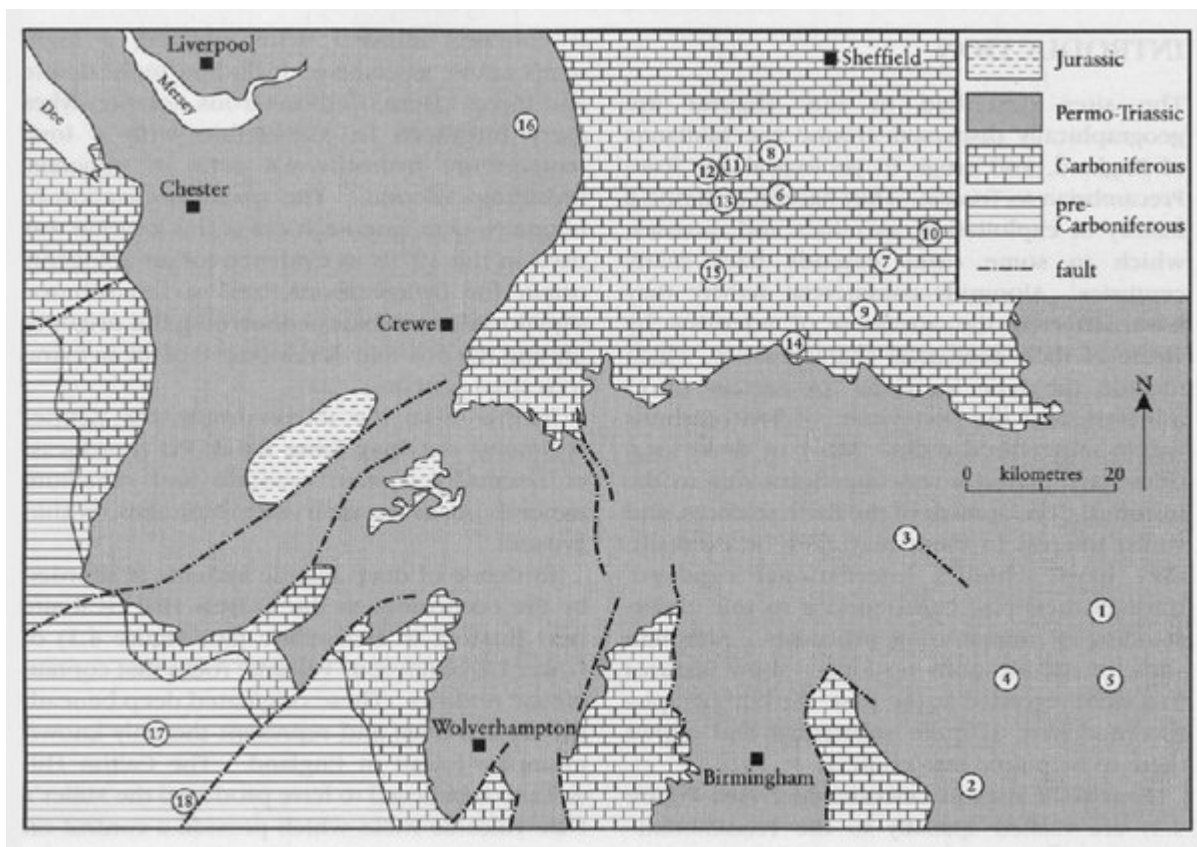 Liverpool
Mersey
Dee
Chester
Crewe
Sheffield
Wolverhampton
Birmingham
16
8
11
12
6
13
10
7
15
9
14
3
1
4
5
2
17
18
Jurassic
Permo-Triassic
Carboniferous
pre-
Carboniferous
fault
N
0 kilometres 20